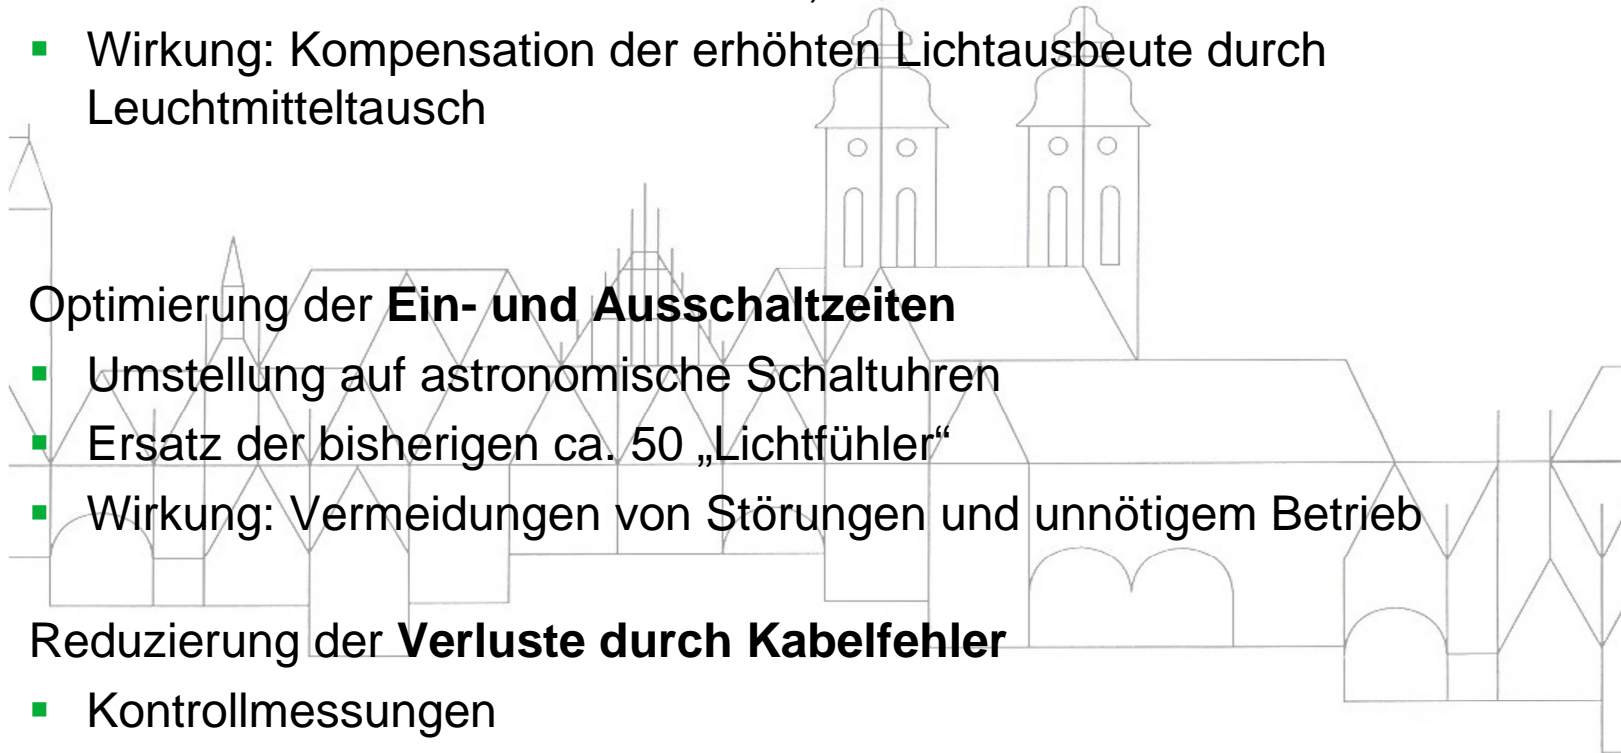 ▪ Wirkung: Kompensation der erhöhten Lichtausbeute durch
Leuchtmitteltausch
Optimierung der Ein- und Ausschaltzeiten
▪ Umstellung auf astronomische Schaltuhren
▪ Ersatz der bisherigen ca. 50 „Lichtfühler“
▪ Wirkung: Vermeidungen von Störungen und unnötigem Betrieb
Reduzierung der Verluste durch Kabelfehler
▪ Kontrollmessungen